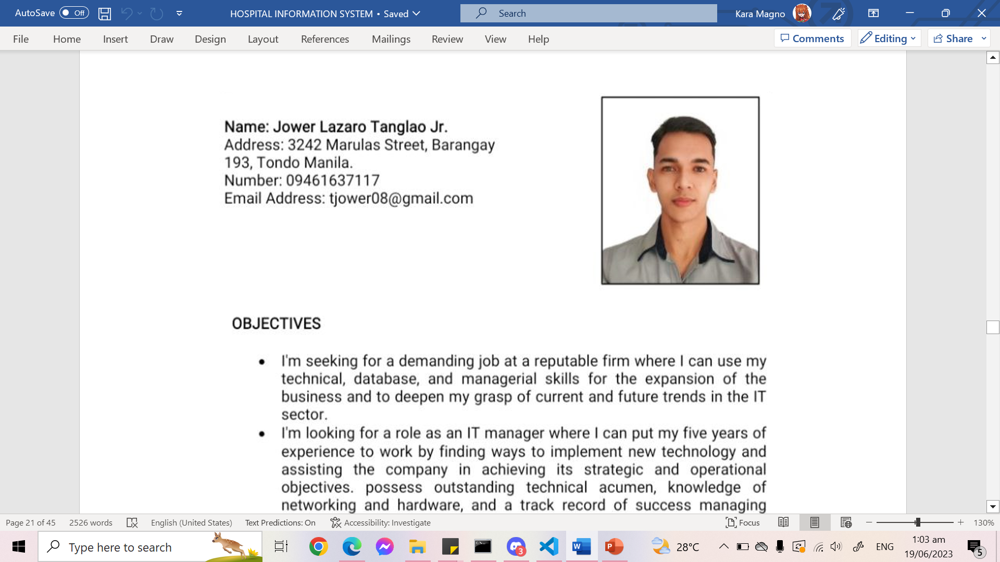 AutoSave Off HOSPITAL INFORMATION SYSTEM • Saved Search Kara Magno
File Home Insert Draw Design Layout References Mailings Review View Help Comments Editing Share
Name: Jower Lazaro Tanglao Jr.
Address: 3242 Marulas Street, Barangay
193, Tondo Manila.
Number: 09461637117
Email Address: tjower08@gmail.com
OBJECTIVES
• I'm seeking for a demanding job at a reputable firm where I can use my
technical, database, and managerial skills for the expansion of the
business and to deepen my grasp of current and future trends in the IT
sector.
• I'm looking for a role as an IT manager where I can put my five years of
experience to work by finding ways to implement new technology and
assisting the company in achieving its strategic and operational
objectives. possess outstanding technical acumen, knowledge of
networking and hardware, and a track record of success managing
Page 21 of 45 2526 words English (United States) Text Predictions: On Accessibility: Investigate Focus 130%
Type here to search 3 28°C ENG 1:03 am
19/06/2023 5